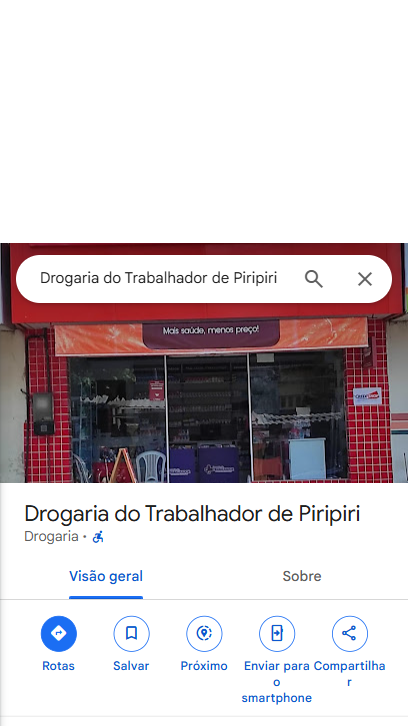 Drogaria do Trabalhador de Piripiri
Mais saúde, menos preço!
Drogaria do Trabalhador de Piripiri
Drogaria ·
Visão geral
Sobre
Rotas
Salvar
Próximo
Enviar para o smartphone
Compartilhar